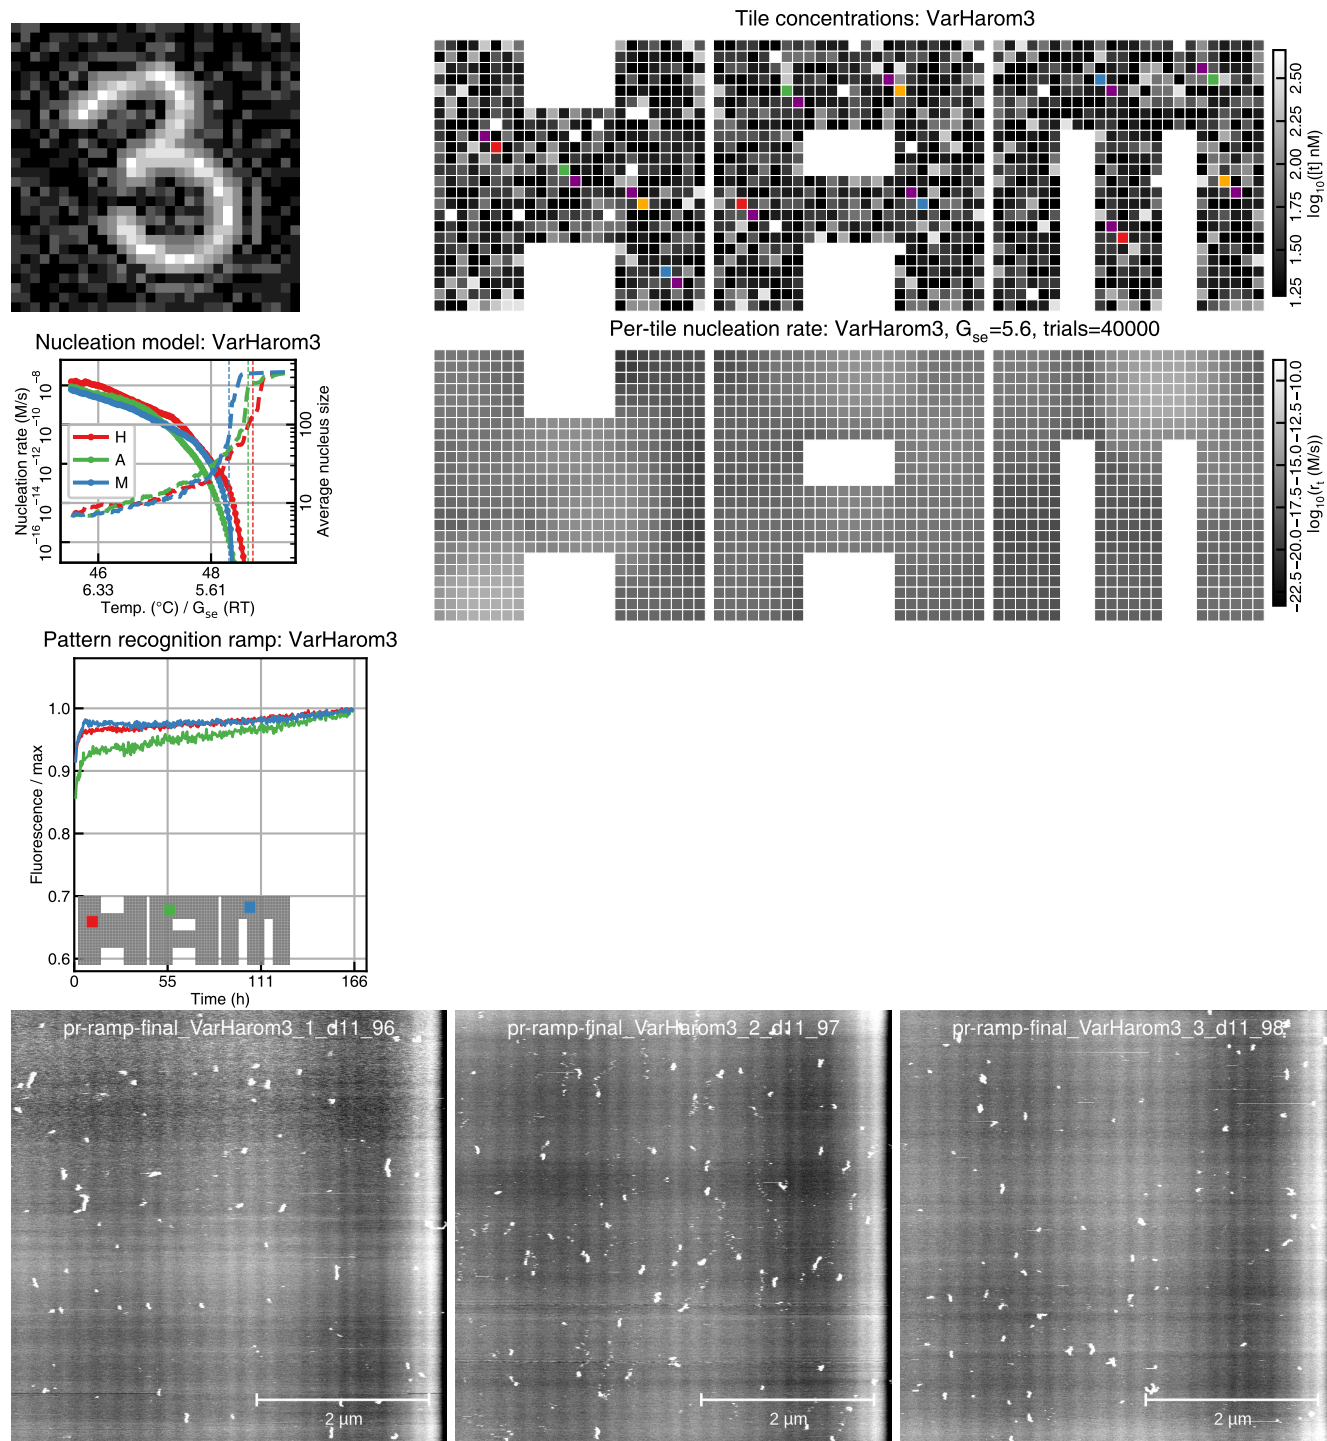 Tile concentrations: VarHarom3
2.50
2.25
2.00
1.75
1.50
1.25
log10([t] nM)
Nucleation model: VarHarom3
Nucleation rate (M/s)
10−8
10−10
10−12
10−14
10−16
H
A
M
100
10
Average nucleus size
46
48
6.33
5.61
Temp. (°C) / Gse (RT)
Per-tile nucleation rate: VarHarom3, Gse=5.6, trials=40000
−10.0
−12.5
−15.0
−17.5
−20.0
−22.5
log10(rt (M/s))
Pattern recognition ramp: VarHarom3
Fluorescence / max
1.0
0.9
0.8
0.7
0.6
0
55
111
166
Time (h)
pr-ramp-final_VarHarom3_1_d11_96
pr-ramp-final_VarHarom3_2_d11_97
pr-ramp-final_VarHarom3_3_d11_98
2 µm
2 µm
2 µm